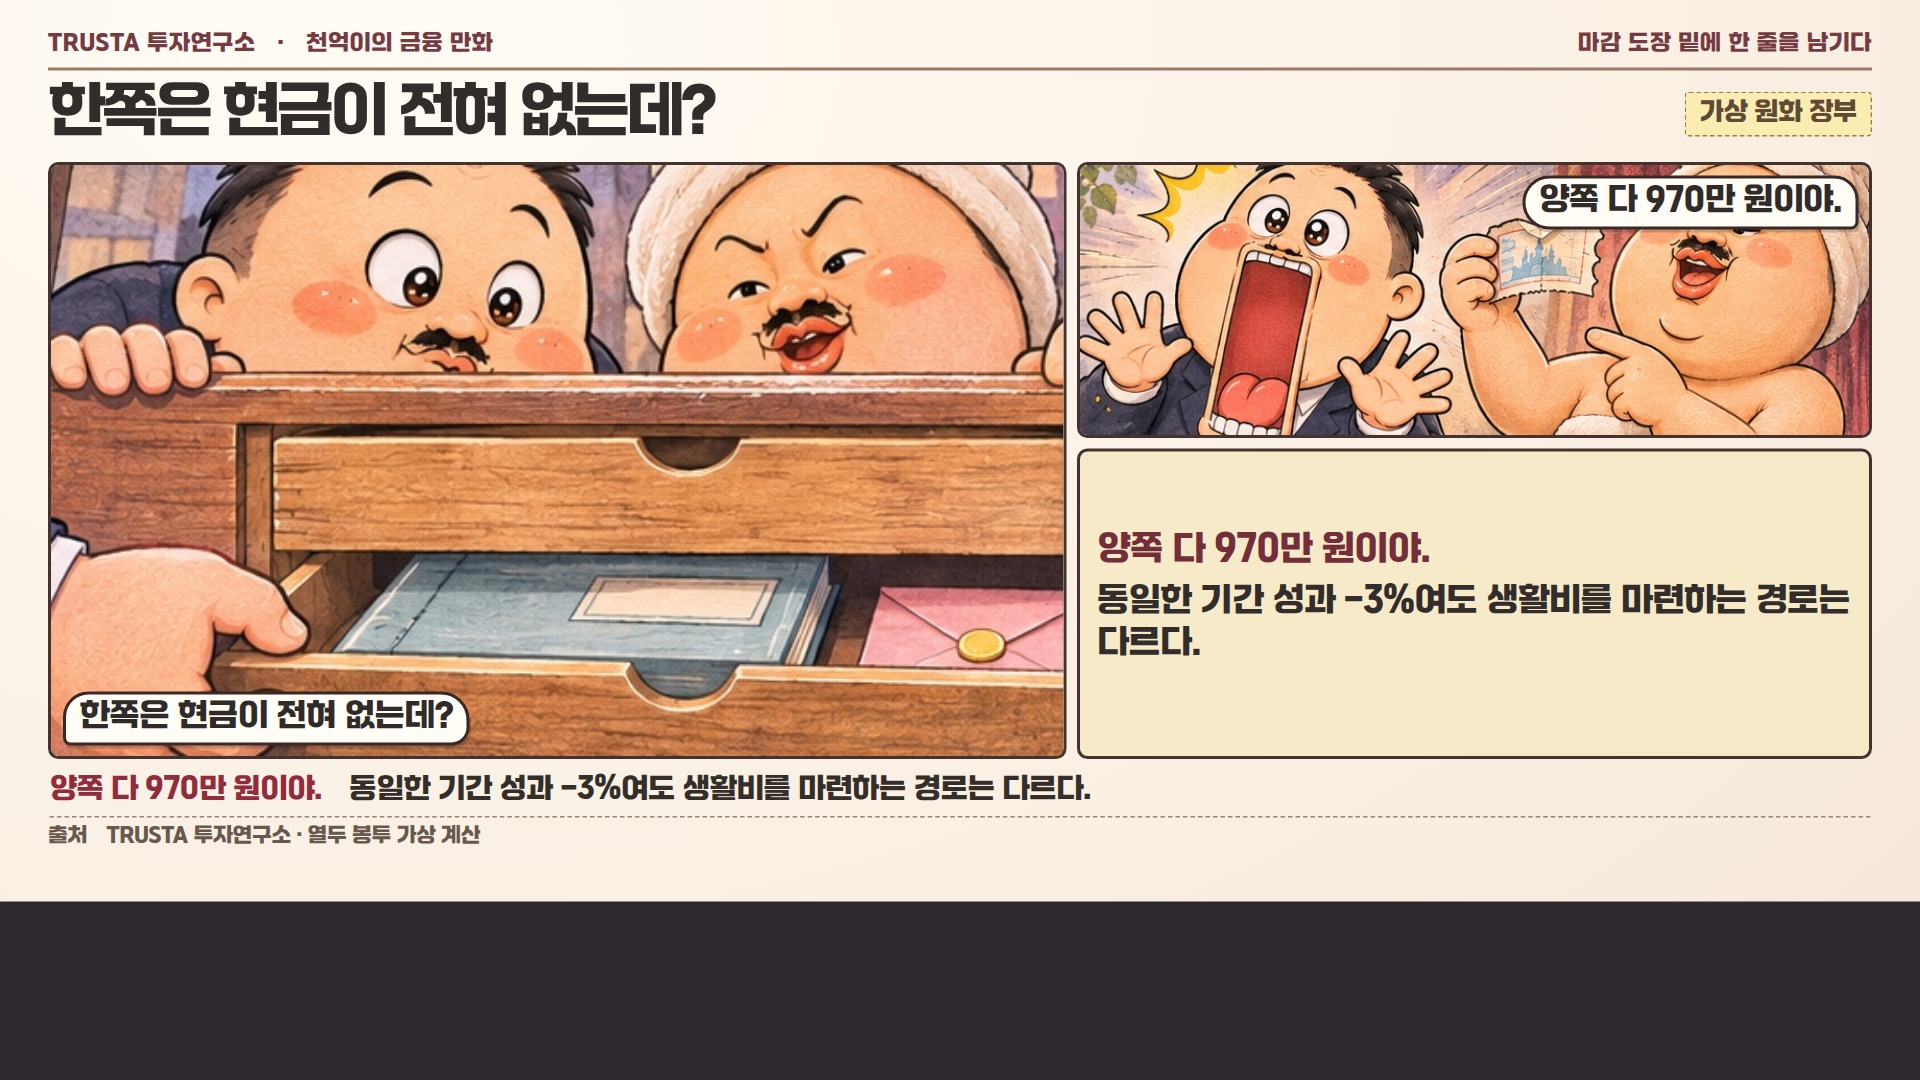 TRUSTA 투자연구소 · 천억이의 금융 만화
마감 도장 밑에 한 줄을 남기다
한쪽은 현금이 전혀 없는데?
가상 원화 장부
양쪽 다 970만 원이야.
한쪽은 현금이 전혀 없는데?
양쪽 다 970만 원이야.
동일한 기간 성과 −3%여도 생활비를 마련하는 경로는
다르다.
양쪽 다 970만 원이야. 동일한 기간 성과 −3%여도 생활비를 마련하는 경로는 다르다.
출처 TRUSTA 투자연구소 · 열두 봉투 가상 계산